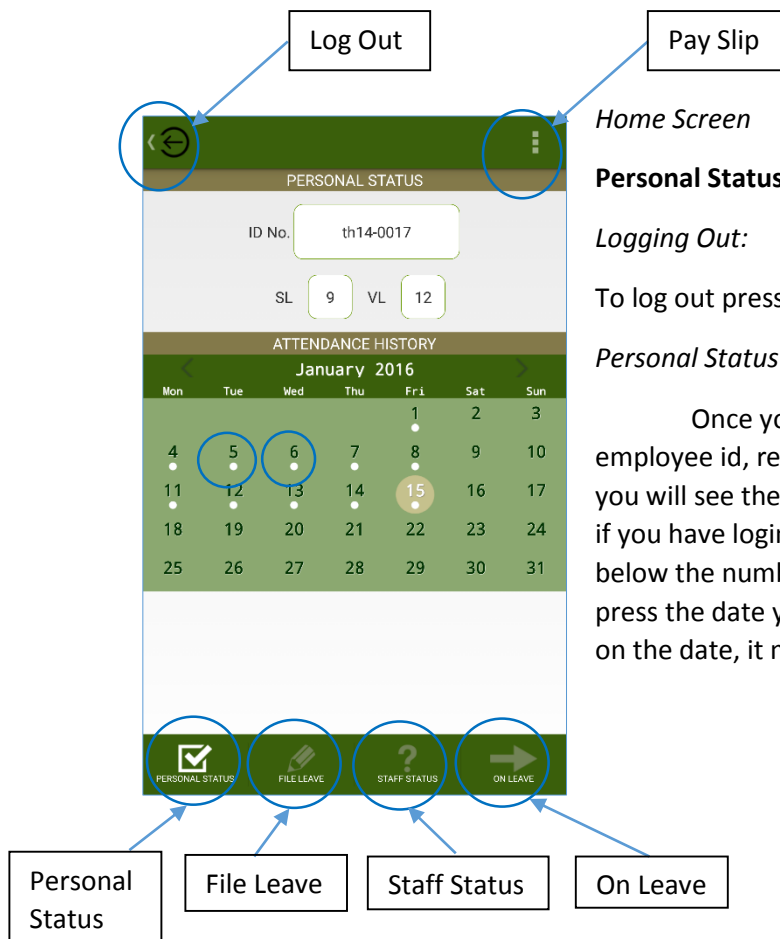 Log Out
Pay Slip
PERSONAL STATUS
ID No. th14-0017
SL 9 VL 12
ATTENDANCE HISTORY
January 2016
Mon Tue Wed Thu Fri Sat Sun
1 2 3
4 5 6 7 8 9 10
11 12 13 14 15 16 17
18 19 20 21 22 23 24
25 26 27 28 29 30 31
PERSONAL STATUS FILE LEAVE STAFF STATUS ON LEAVE
Personal
Status
File Leave
Staff Status
On Leave
Home Screen
Personal Status
Logging Out:
To log out press
Personal Status
Once yo
employee id, re
you will see the
if you have login
below the numb
press the date y
on the date, it n